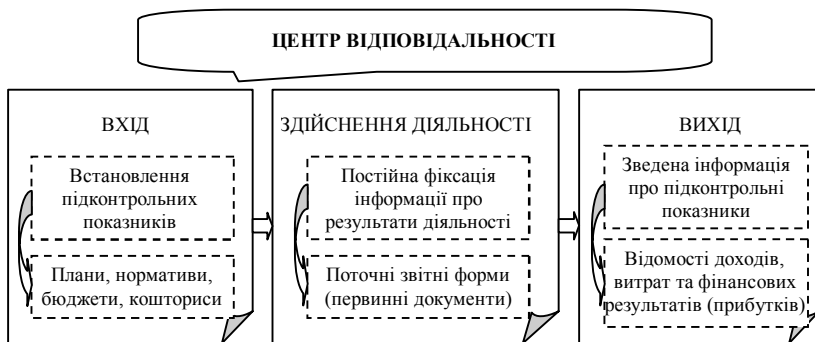 ЦЕНТР ВІДПОВІДАЛЬНОСТІ
ВХІД
Встановлення
підконтрольних
показників
Плани, нормативи,
бюджети, кошториси
ЗДІЙСНЕННЯ ДІЯЛЬНОСТІ
Постійна фіксація
інформації про
результати діяльності
Поточні звітні форми
(первинні документи)
ВИХІД
Зведена інформація
про підконтрольні
показники
Відомості доходів,
витрат та фінансових
результатів (прибутків)